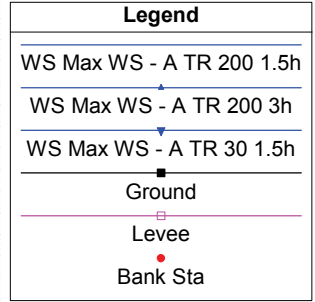 Legend
WS Max WS - A TR 200 1.5h
WS Max WS - A TR 200 3h
WS Max WS - A TR 30 1.5h
Ground
Levee
Bank Sta